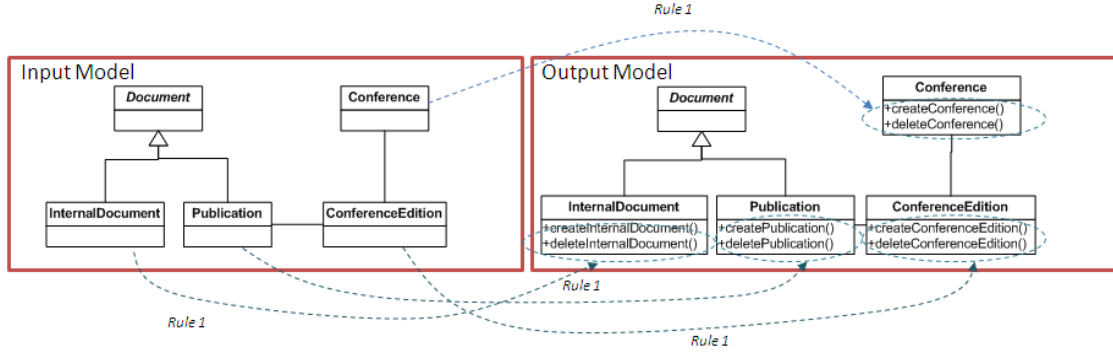 Rule 1
Input Model
Output Model
Document
Conference
Document
Conference
+createConference()
+deleteConference()
InternalDocument
Publication
ConferenceEdition
InternalDocument
+createInternalDocument()
+deleteInternalDocument()
Publication
+createPublication()
+deletePublication()
ConferenceEdition
+createConferenceEdition()
+deleteConferenceEdition()
Rule 1
Rule 1
Rule 1